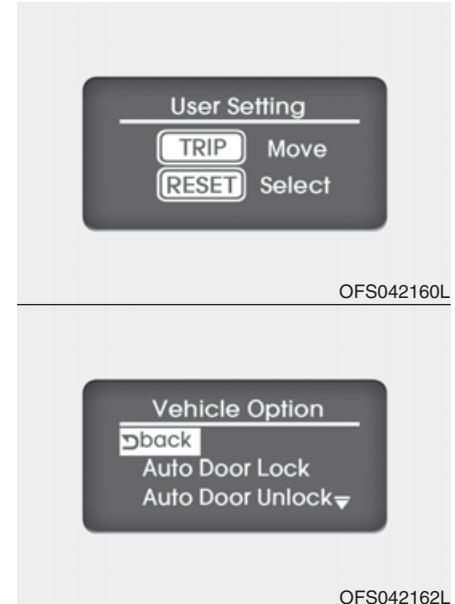 User Setting
TRIP Move
RESET Select
OFS042160L
Vehicle Option
back
Auto Door Lock
Auto Door Unlock
OFS042162L